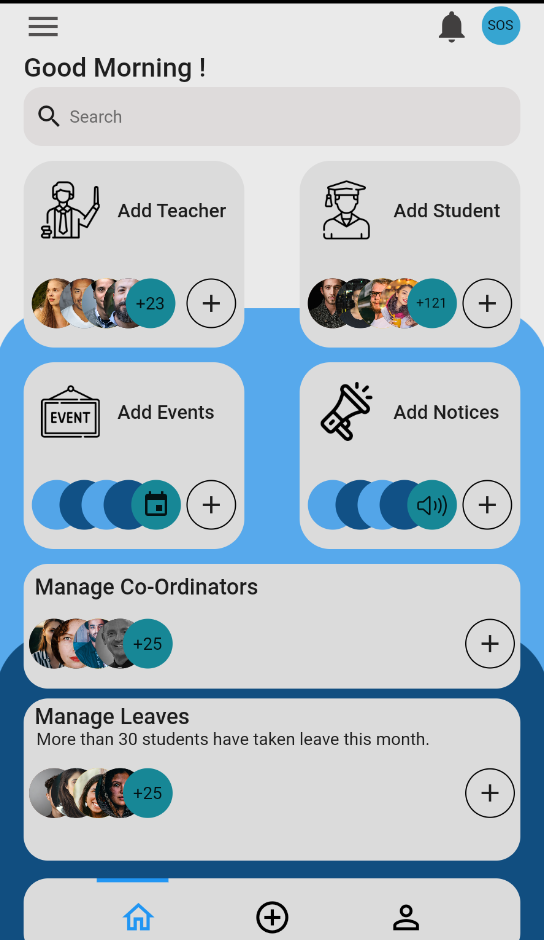 SOS
Good Morning !
Search
Add Teacher
+23
Add Student
+121
EVENT
Add Events
Add Notices
Manage Co-Ordinators
+25
Manage Leaves
More than 30 students have taken leave this month.
+25